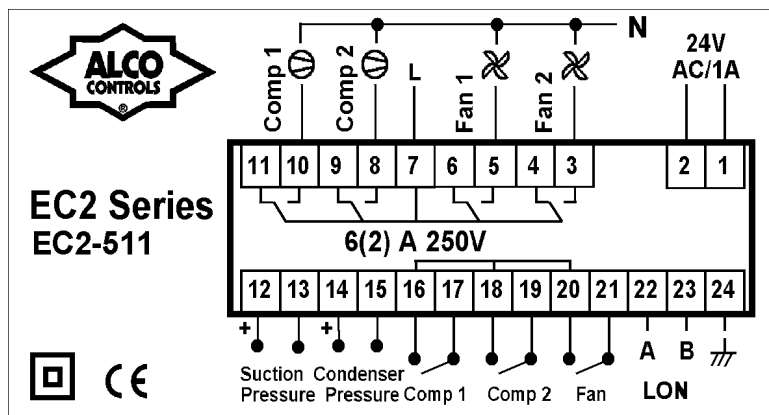 ALCO
CONTROLS
®
EC2 Series
EC2-511
Comp 1
Comp 2
L
Fan 1
Fan 2
N
24V
AC/1A
11 10 9 8 7 6 5 4 3 2 1
6(2) A 250V
12 13 14 15 16 17 18 19 20 21 22 23 24
+ +
A B
Suction Condenser
Pressure Pressure Comp 1 Comp 2 Fan LON
CE